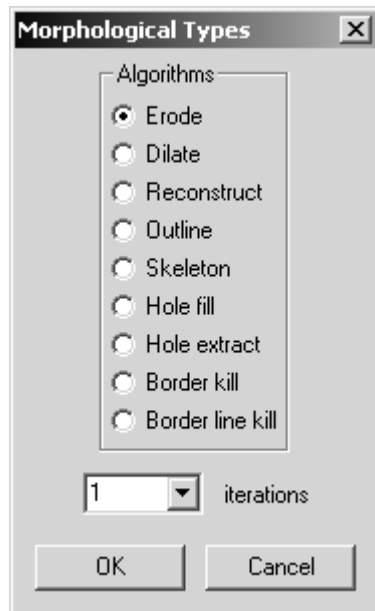 Morphological Types
Algorithms
Erode
Dilate
Reconstruct
Outline
Skeleton
Hole fill
Hole extract
Border kill
Border line kill
1 iterations
OK Cancel